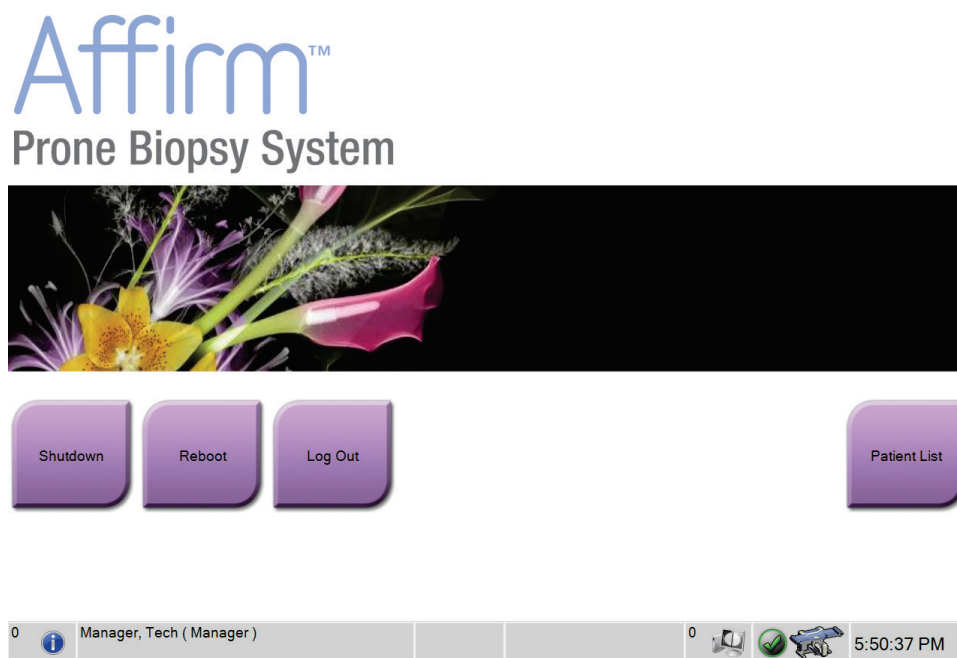 Affirm™
Prone Biopsy System
Shutdown
Reboot
Log Out
Patient List
0
Manager, Tech ( Manager )
0
5:50:37 PM